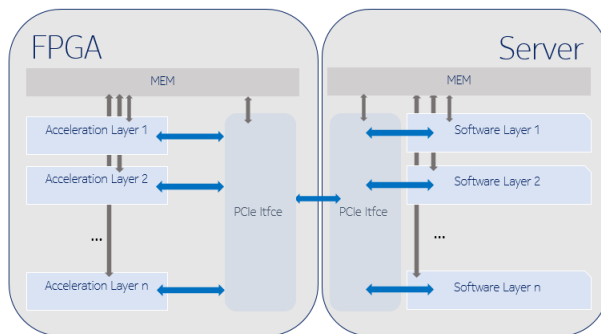 FPGA
MEM
Acceleration Layer 1
Acceleration Layer 2
PCIe Itfce
...
Acceleration Layer n
Server
MEM
Software Layer 1
Software Layer 2
PCIe Itfce
...
Software Layer n